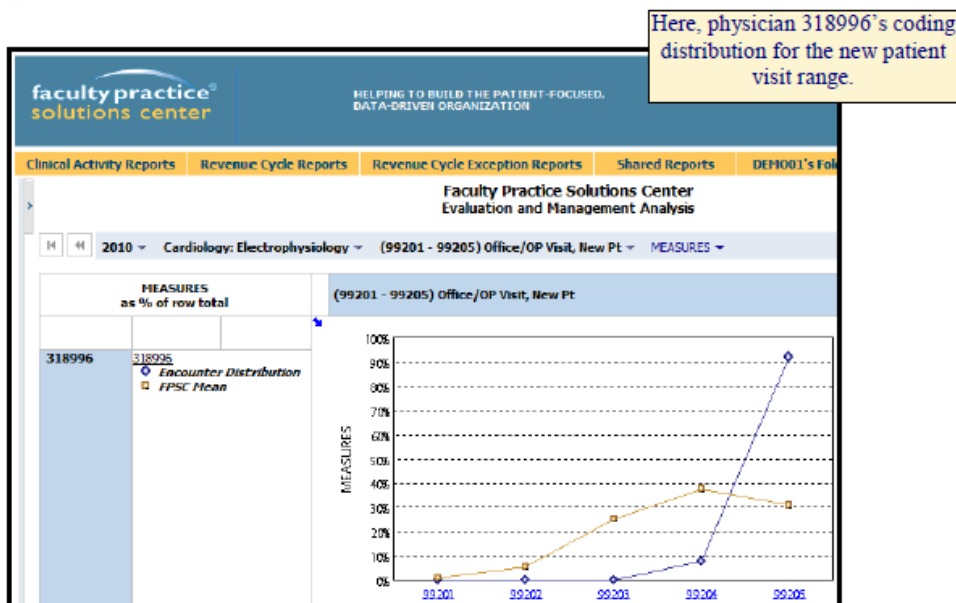 Here, physician 318996's coding
distribution for the new patient
visit range.
faculty practice®
solutions center
HELPING TO BUILD THE PATIENT-FOCUSED,
DATA-DRIVEN ORGANIZATION
Clinical Activity Reports Revenue Cycle Reports Revenue Cycle Exception Reports Shared Reports DEMO01's Fol
Faculty Practice Solutions Center
Evaluation and Management Analysis
2010 Cardiology: Electrophysiology (99201 - 99205) Office/OP Visit, New Pt MEASURES
MEASURES
as % of row total
(99201 - 99205) Office/OP Visit, New Pt
318996
318996
Encounter Distribution
FPSC Mean
MEASURES
100%
90%
80%
70%
60%
50%
40%
30%
20%
10%
0%
99201 99202 99203 99204 99205